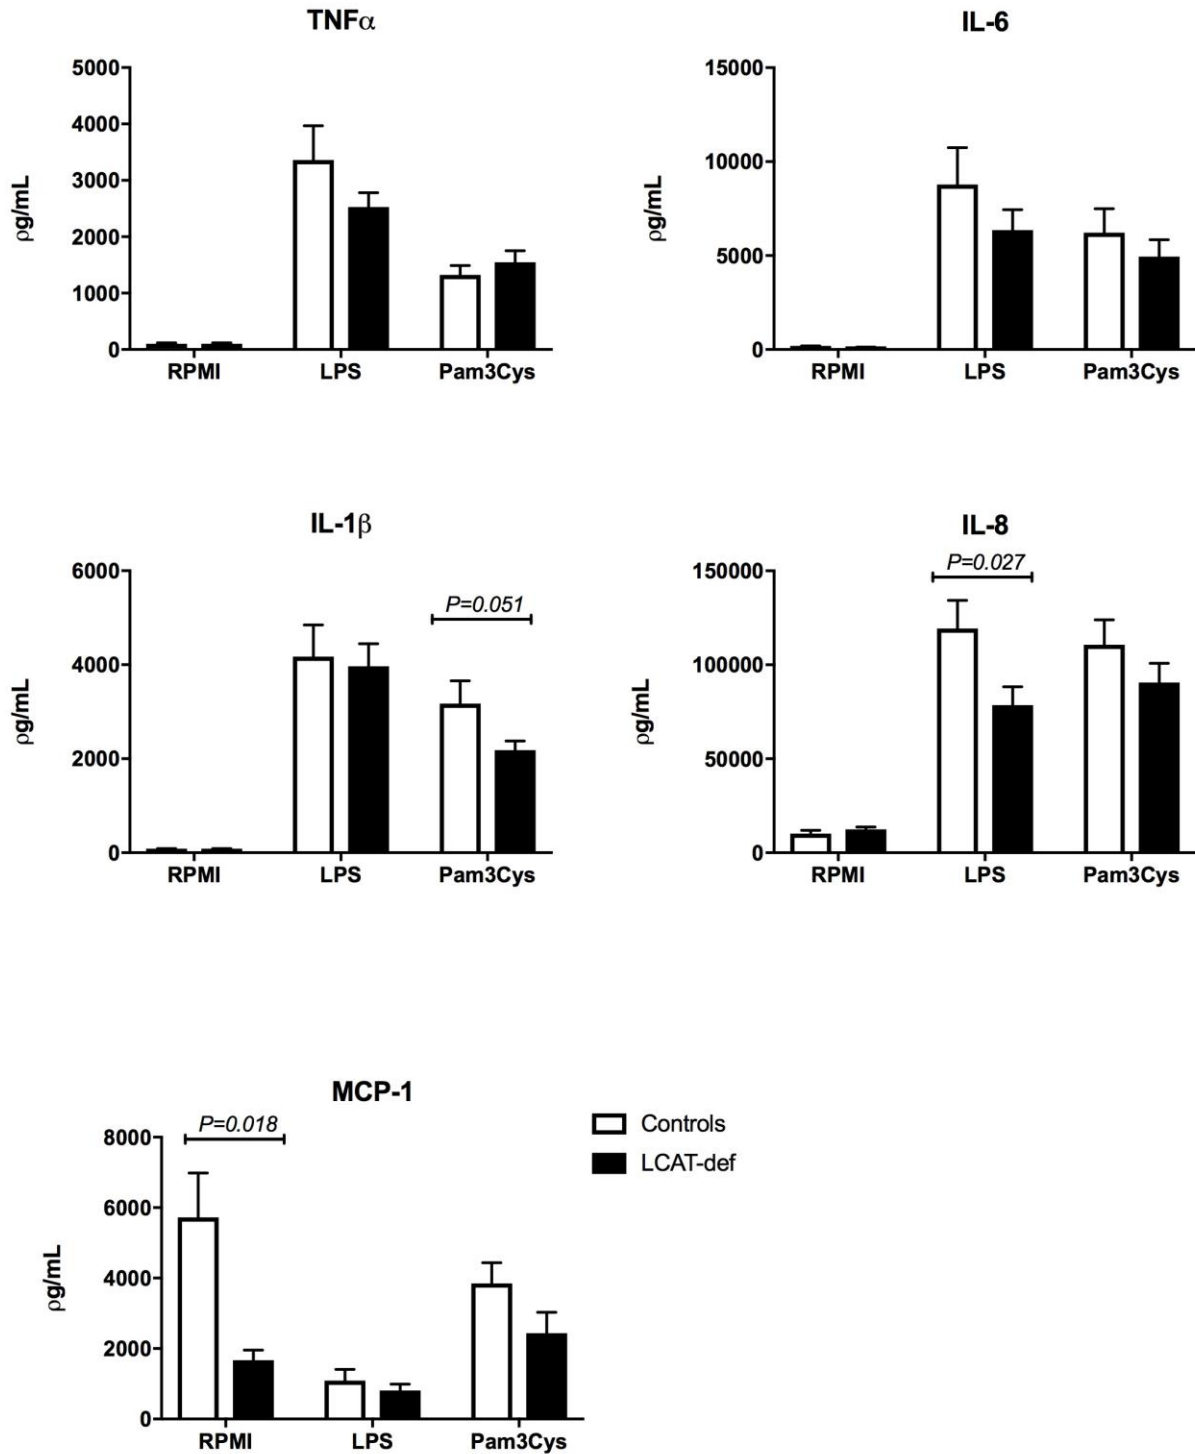 TNFα
5000
4000
3000
2000
1000
0
ρg/mL
RPMI LPS Pam3Cys
IL-6
15000
10000
5000
0
ρg/mL
RPMI LPS Pam3Cys
IL-1β
6000
4000
2000
0
ρg/mL
P=0.051
RPMI LPS Pam3Cys
IL-8
150000
100000
50000
0
ρg/mL
P=0.027
RPMI LPS Pam3Cys
MCP-1
8000
6000
4000
2000
0
ρg/mL
P=0.018
RPMI LPS Pam3Cys
Controls
LCAT-def